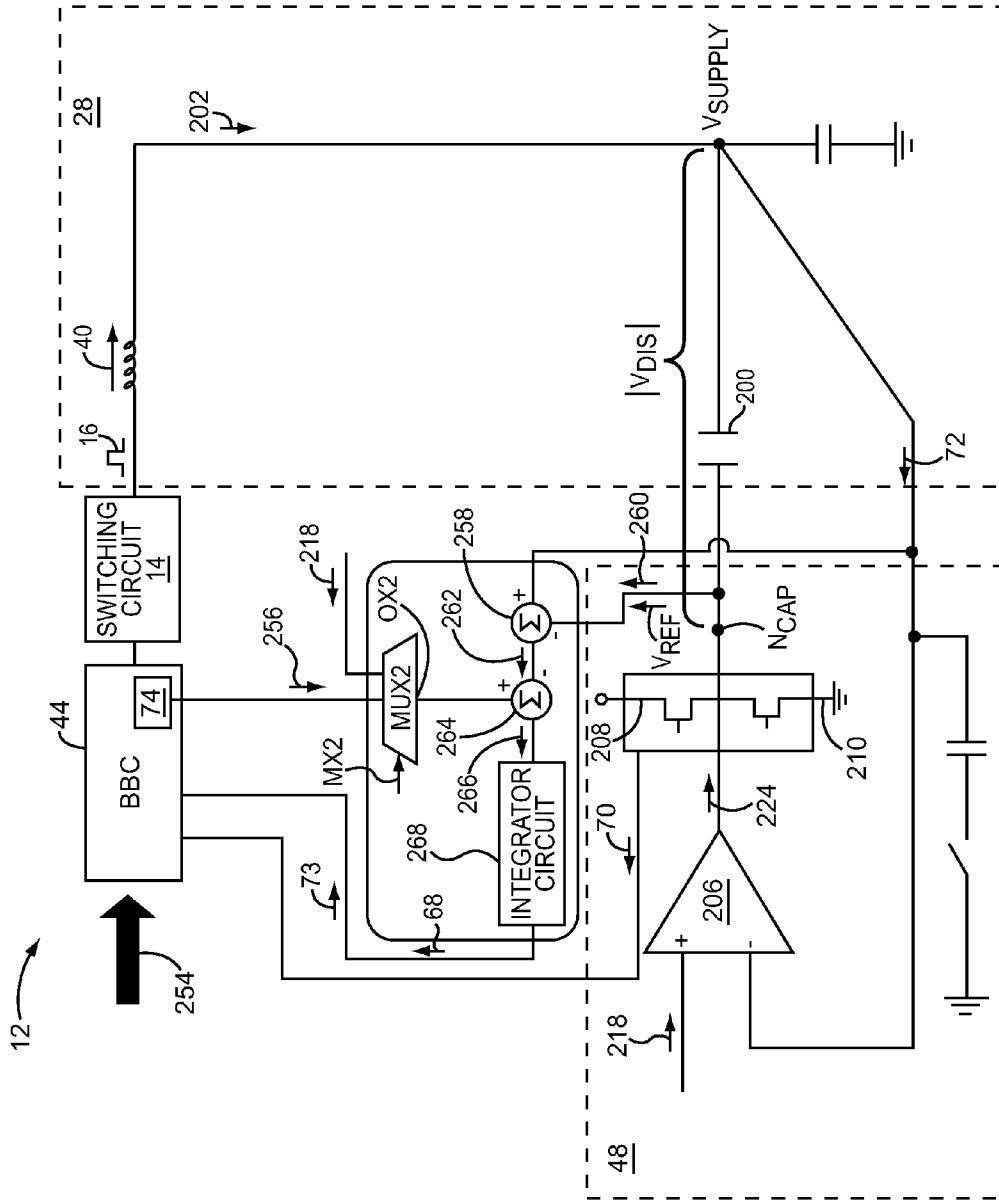 28
202
VSUPPLY
40
16
SWITCHING
CIRCUIT
14
44
74
BBC
254
12
256
218
OX2
MUX2
MX2
262
258
+
-
Σ
+
-
Σ
264
266
268
INTEGRATOR
CIRCUIT
73
68
260
VREF
|VDIS|
200
NCAP
72
208
210
70
224
206
+
-
218
48